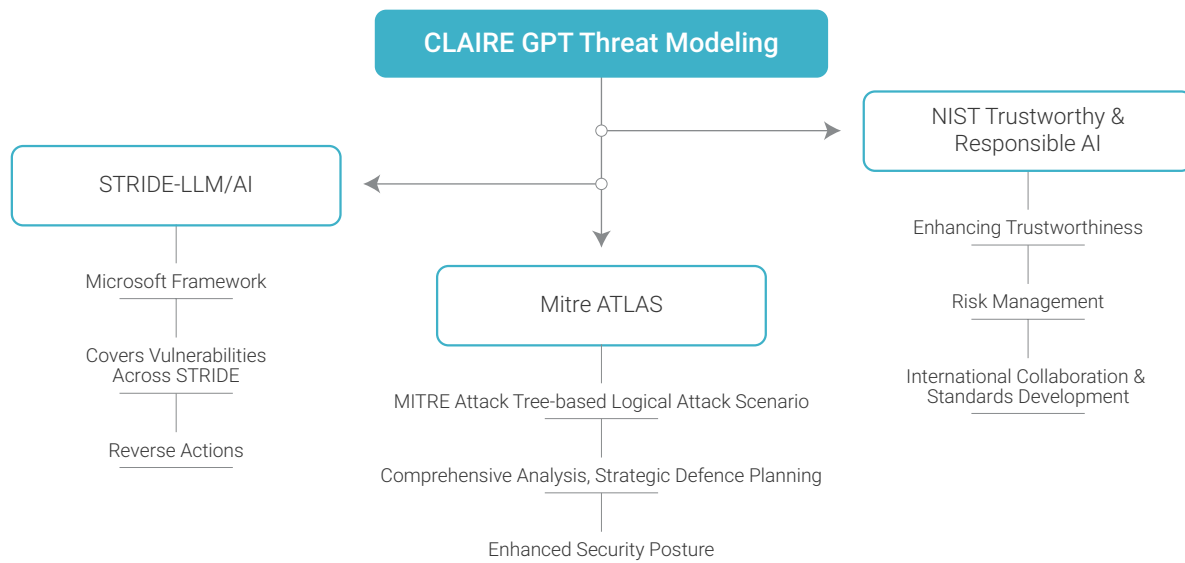 CLAIRE GPT Threat Modeling
STRIDE-LLM/AI
Microsoft Framework
Covers Vulnerabilities
Across STRIDE
Reverse Actions
Mitre ATLAS
MITRE Attack Tree-based Logical Attack Scenario
Comprehensive Analysis, Strategic Defence Planning
Enhanced Security Posture
NIST Trustworthy &
Responsible AI
Enhancing Trustworthiness
Risk Management
International Collaboration &
Standards Development